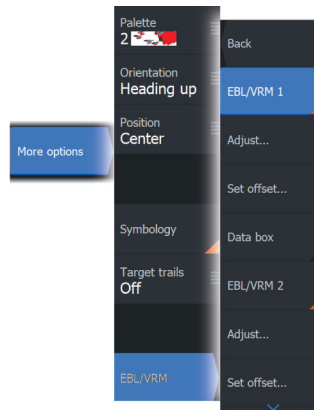 More options
Palette
2
Orientation
Heading up
Position
Center
Symbology
Target trails
Off
EBL/VRM
Back
EBL/VRM 1
Adjust...
Set offset...
Data box
EBL/VRM 2
Adjust...
Set offset...